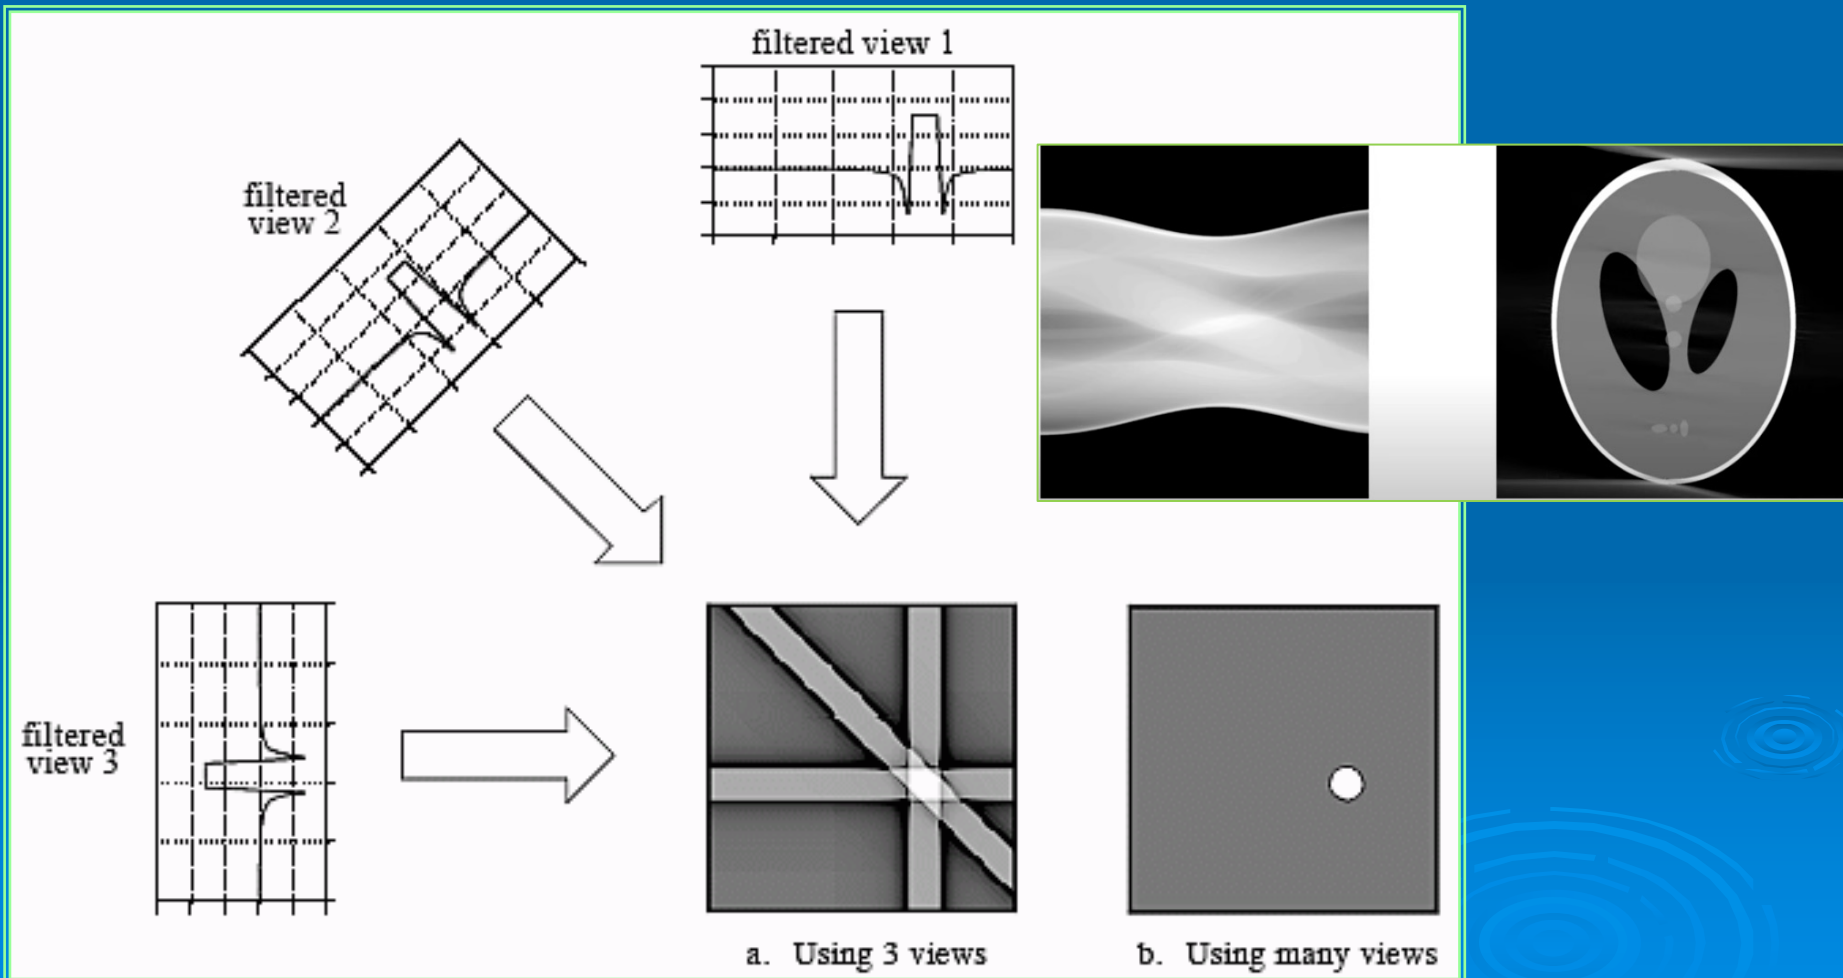 filtered view 1
filtered
view 2
filtered
view 3
a. Using 3 views
b. Using many views